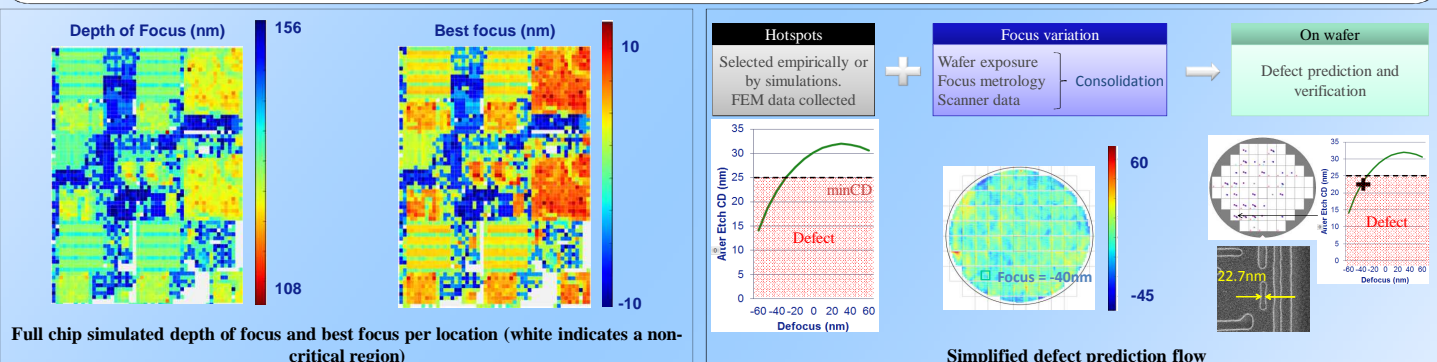 Depth of Focus (nm)
156
108
Best focus (nm)
10
-10
Full chip simulated depth of focus and best focus per location (white indicates a non-
critical region)
Hotspots
Selected empirically or
by simulations.
FEM data collected
Focus variation
Wafer exposure
Focus metrology
Scanner data
Consolidation
On wafer
Defect prediction and
verification
After Etch CD (nm)
35
30
25
20
15
10
5
0
minCD
Defect
-60 -40 -20 0 20 40 60
Defocus (nm)
60
-45
Focus = -40nm
After Etch CD (nm)
35
30
25
20
15
10
5
0
Defect
-60 -40 -20 0 20 40 60
Defocus (nm)
22.7nm
Simplified defect prediction flow